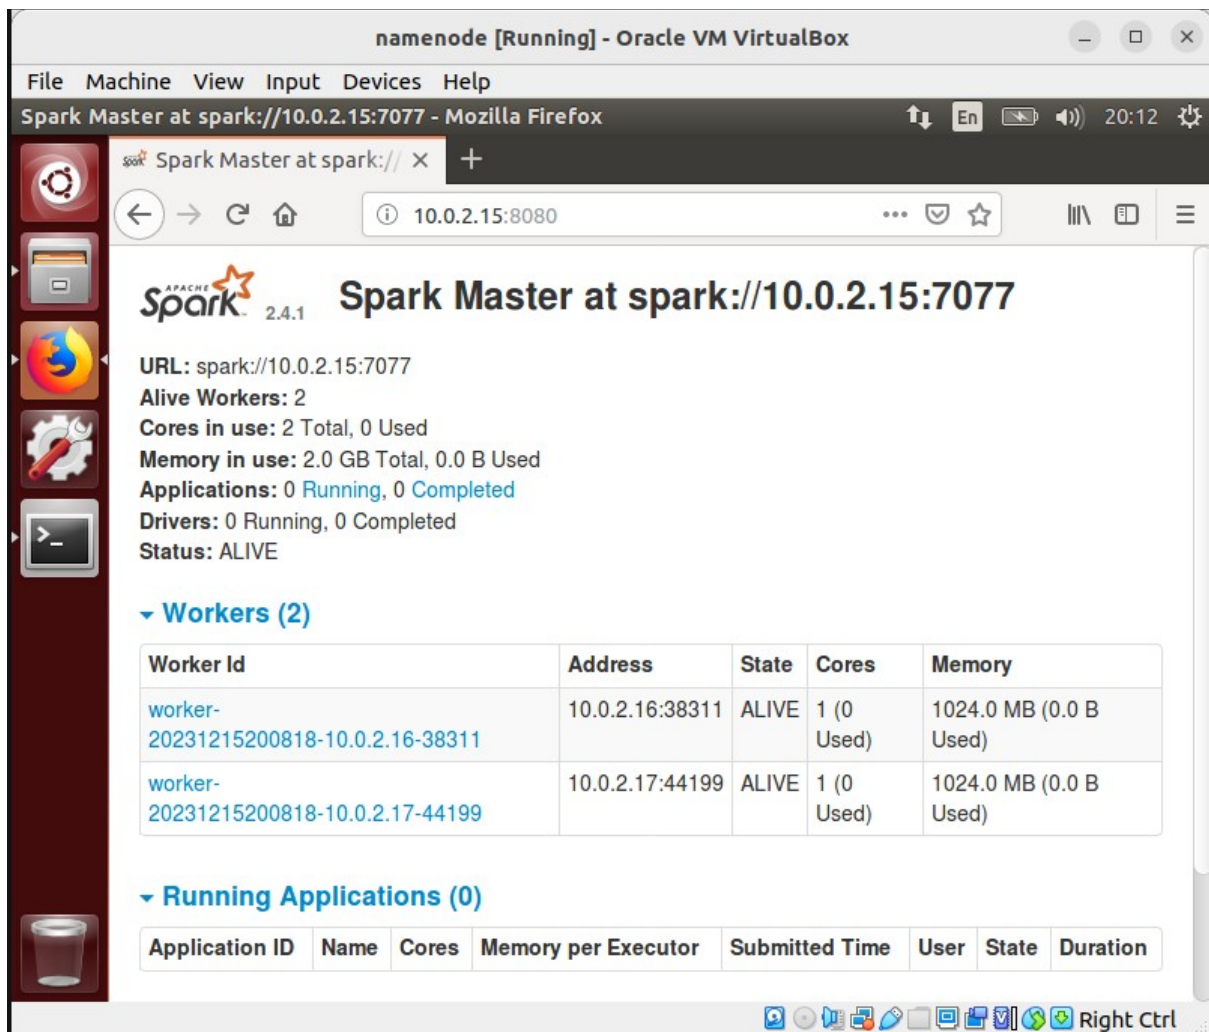 namenode [Running] - Oracle VM VirtualBox
File Machine View Input Devices Help
Spark Master at spark://10.0.2.15:7077 - Mozilla Firefox En 20:12
Spark Master at spark://
10.0.2.15:8080
APACHE Spark 2.4.1 Spark Master at spark://10.0.2.15:7077
URL: spark://10.0.2.15:7077
Alive Workers: 2
Cores in use: 2 Total, 0 Used
Memory in use: 2.0 GB Total, 0.0 B Used
Applications: 0 Running, 0 Completed
Drivers: 0 Running, 0 Completed
Status: ALIVE
Workers (2)
Worker Id Address State Cores Memory
worker- 10.0.2.16:38311 ALIVE 1 (0 1024.0 MB (0.0 B
20231215200818-10.0.2.16-38311 Used) Used)
worker- 10.0.2.17:44199 ALIVE 1 (0 1024.0 MB (0.0 B
20231215200818-10.0.2.17-44199 Used) Used)
Running Applications (0)
Application ID Name Cores Memory per Executor Submitted Time User State Duration
Right Ctrl